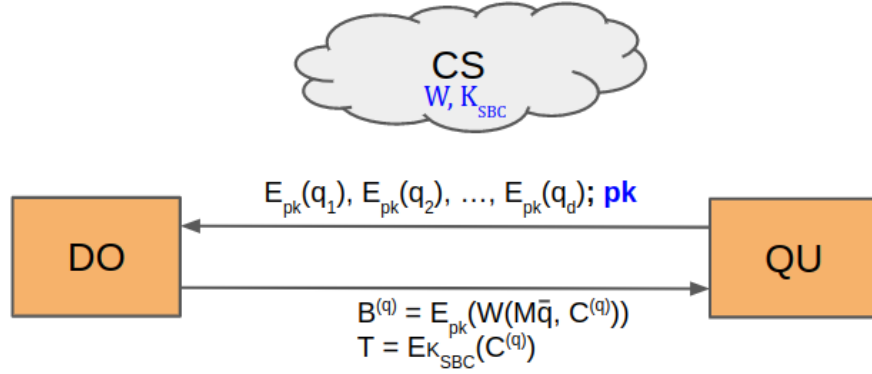 CS
W, K_SBC
E_pk(q_1), E_pk(q_2), …, E_pk(q_d); pk
DO
QU
B^(q) = E_pk(W(Mq̄, C^(q)))
T = E_K_SBC(C^(q))